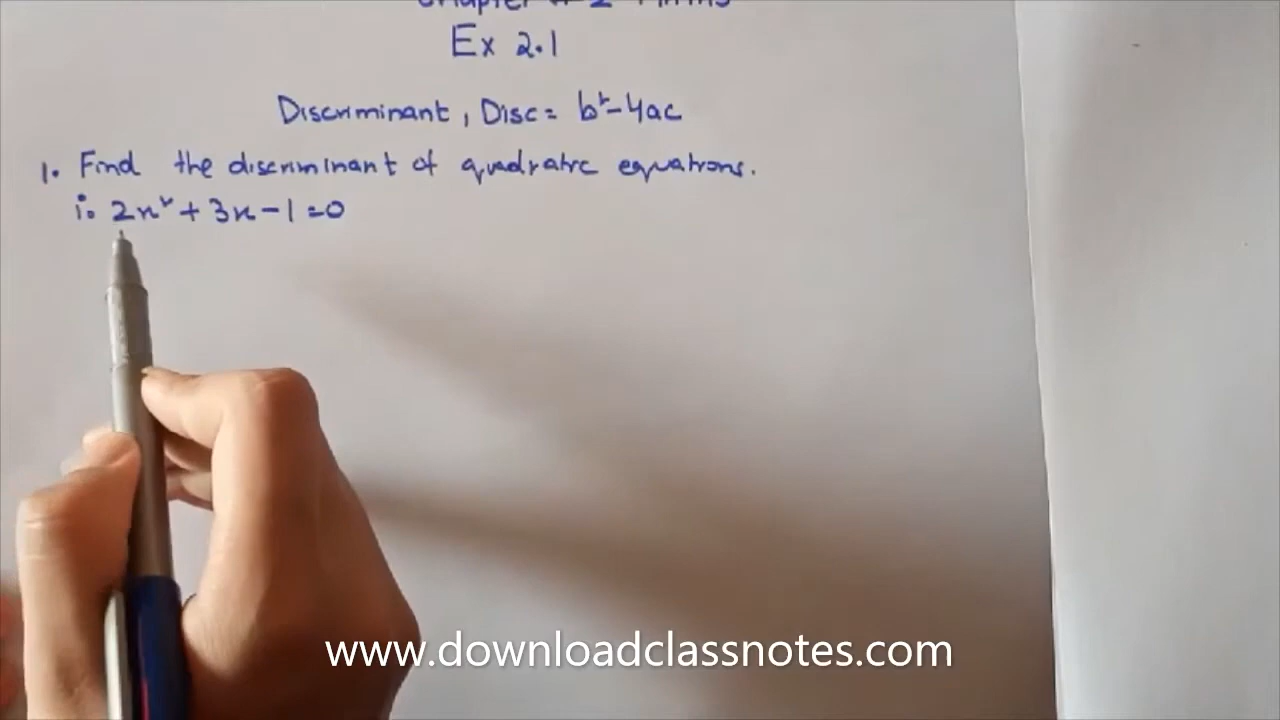 Ex 2.1
Discriminant, Disc = b²-4ac
1. Find the discriminant of quadratic equations.
i. 2x² + 3x - 1 = 0
www.downloadclassnotes.com